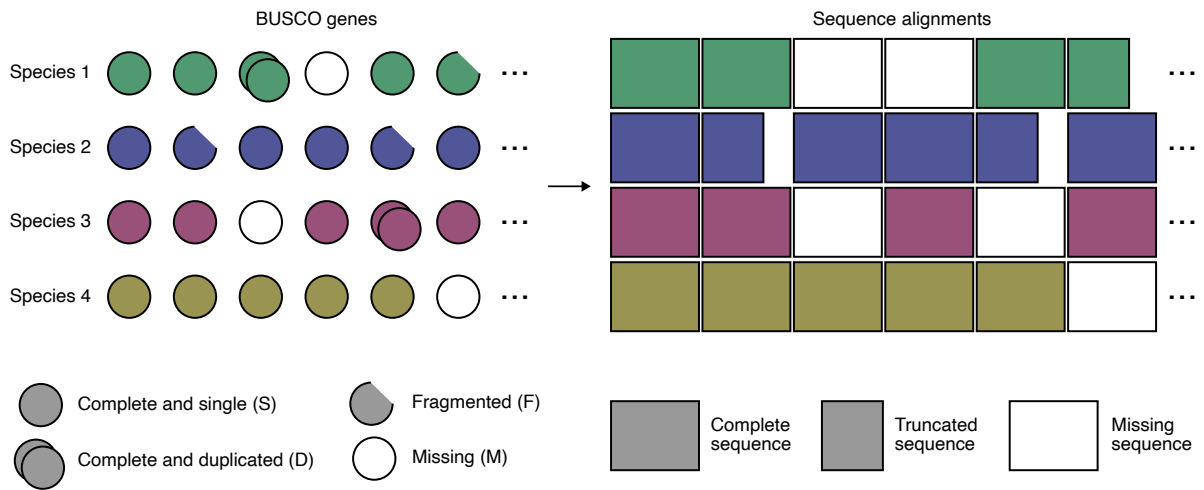 BUSCO genes
Sequence alignments
Species 1
...
...
Species 2
...
...
Species 3
...
...
Species 4
...
...
Complete and single (S)
Fragmented (F)
Complete and duplicated (D)
Missing (M)
Complete
sequence
Truncated
sequence
Missing
sequence